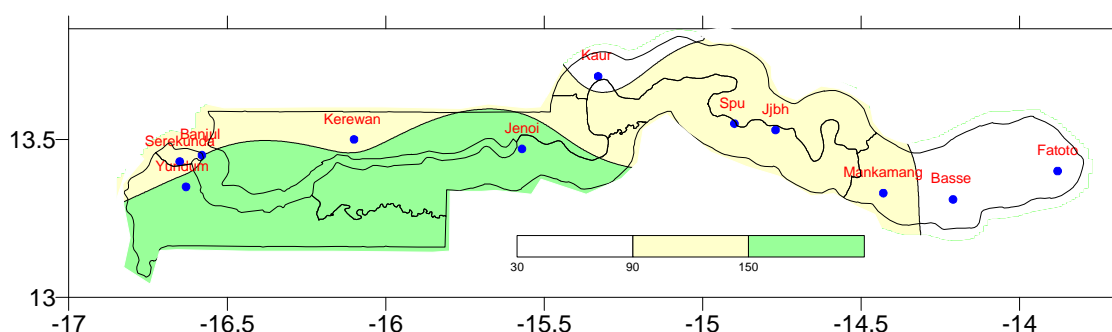 Kaur
Spu
Jjbh
Kerewan
Banjul
Jenoi
Serekunda
Yundum
Fatoto
Mankamang
Basse
13.5
30
90
150
13
-17
-16.5
-16
-15.5
-15
-14.5
-14